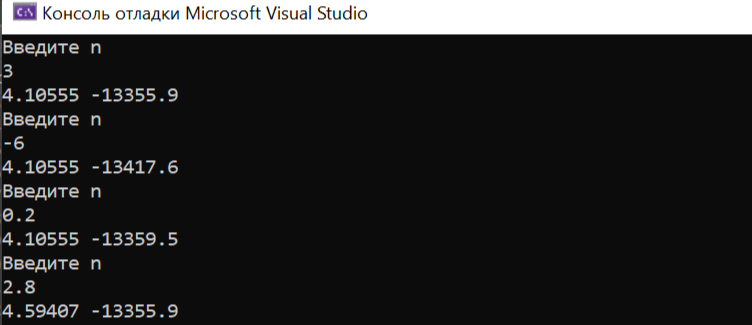 C:\ Консоль отладки Microsoft Visual Studio
Введите n
3
4.10555 -13355.9
Введите n
-6
4.10555 -13417.6
Введите n
0.2
4.10555 -13359.5
Введите n
2.8
4.59407 -13355.9